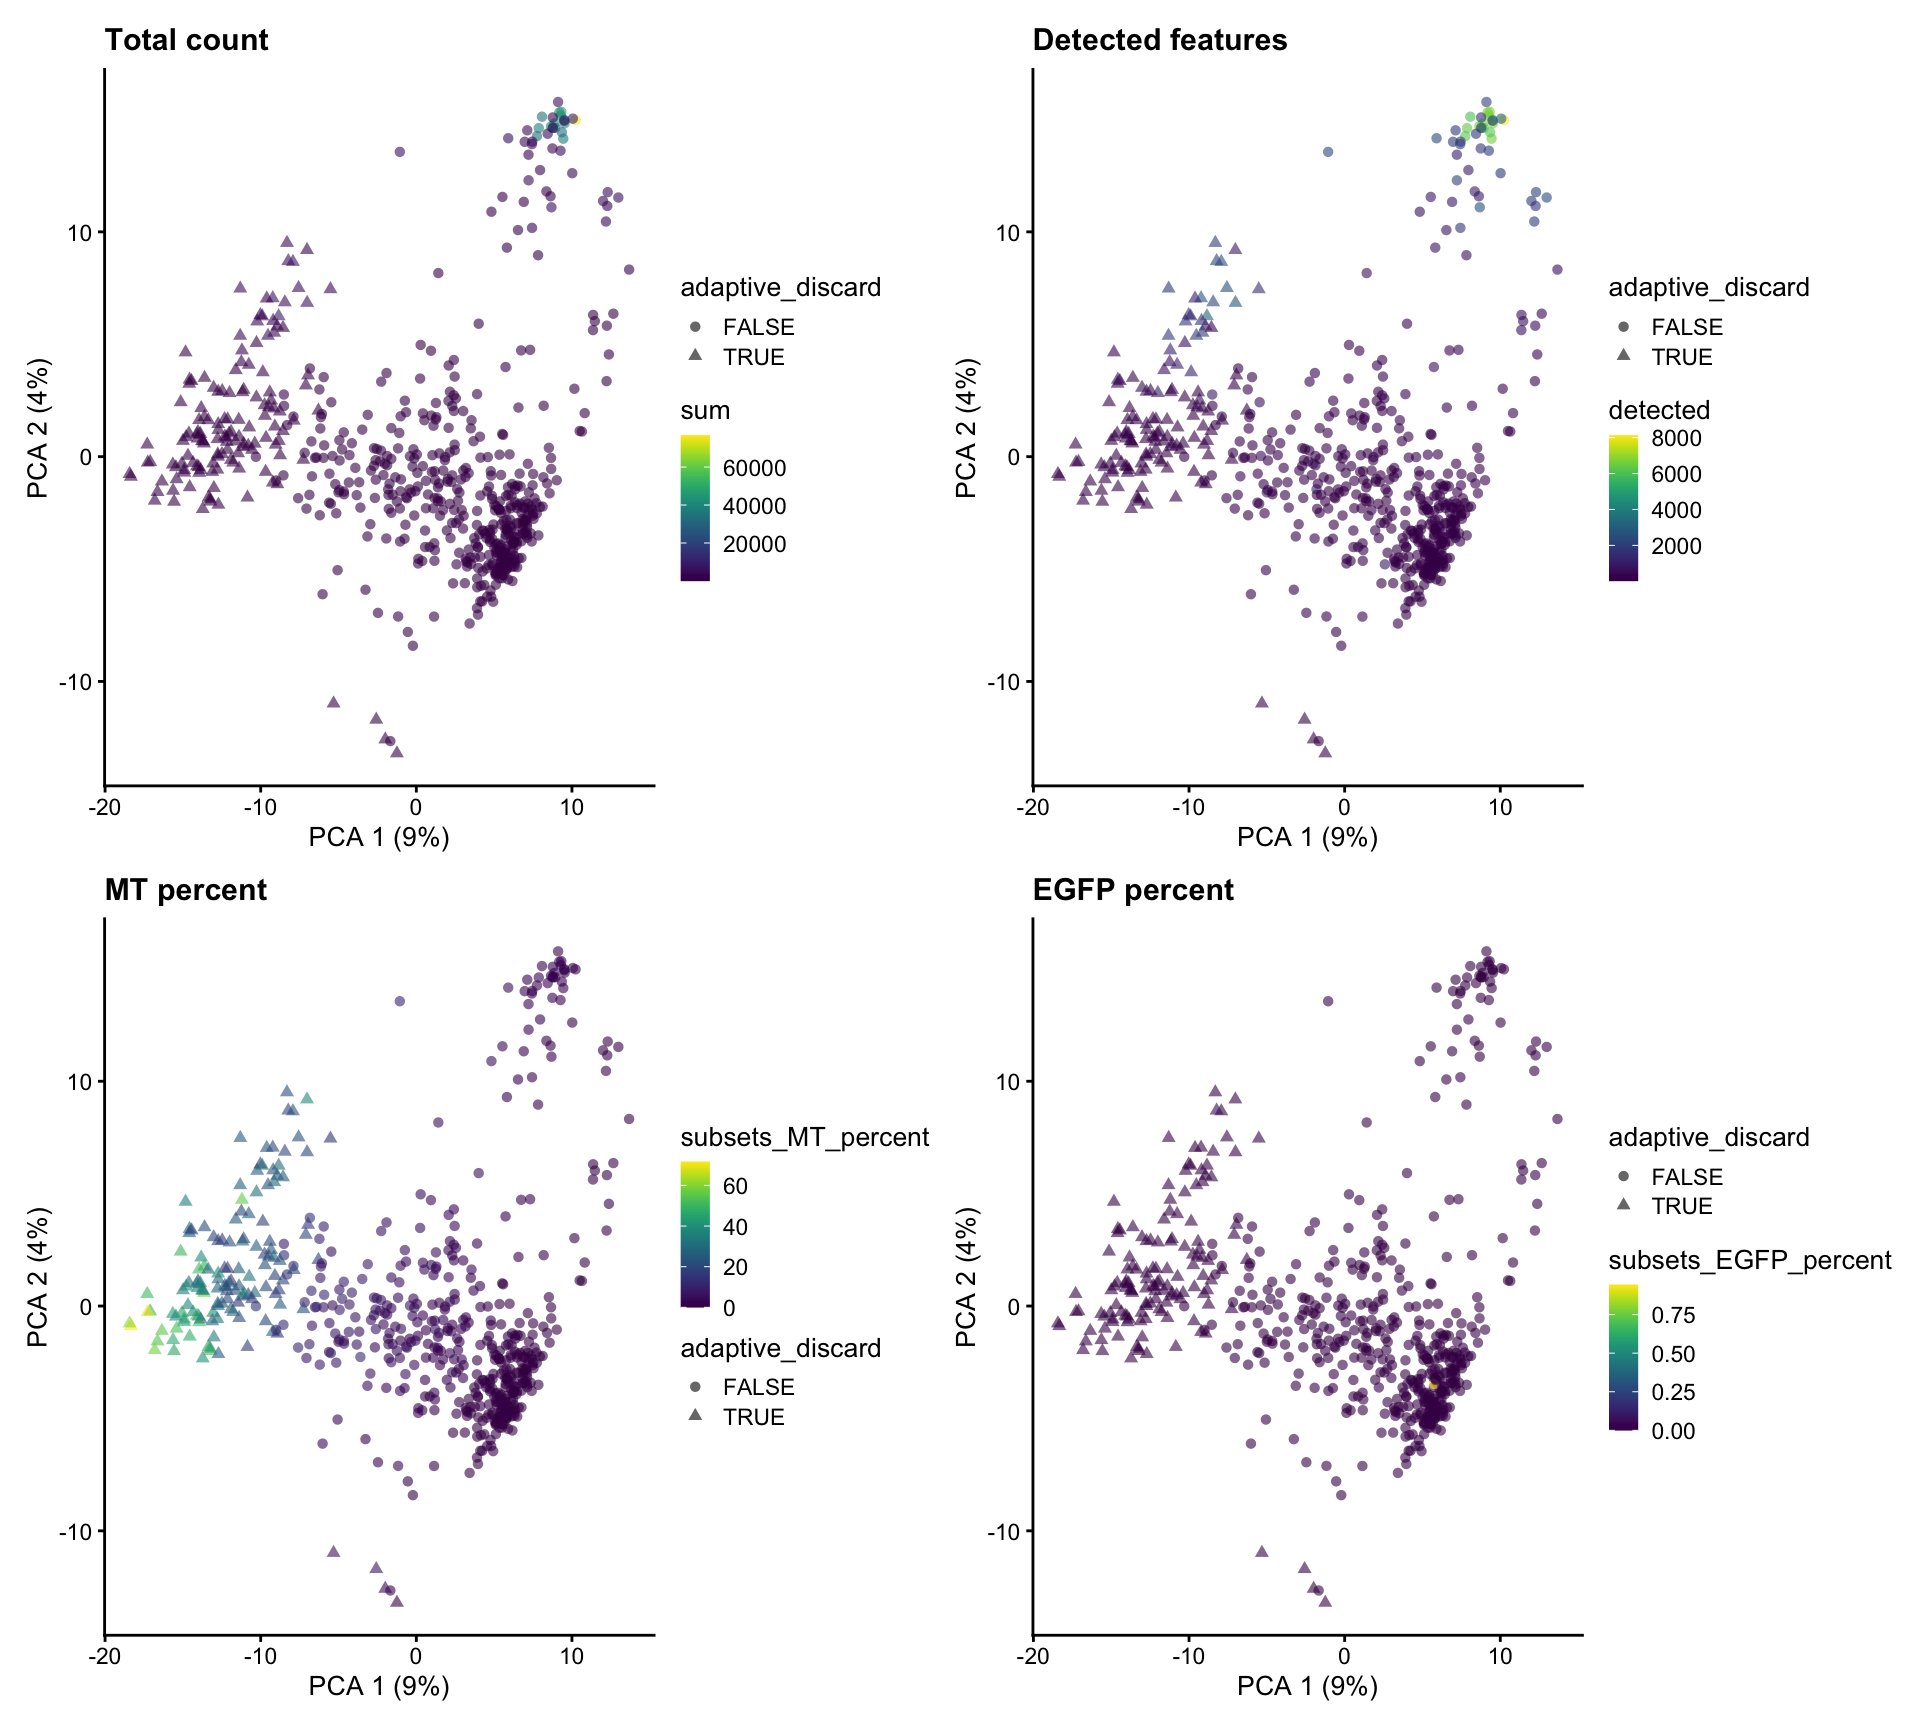 Total count
10
0
-10
-20
-10
0
10
PCA 1 (9%)
PCA 2 (4%)
adaptive_discard
FALSE
TRUE
sum
60000
40000
20000
Detected features
10
0
-10
-20
-10
0
10
PCA 1 (9%)
PCA 2 (4%)
adaptive_discard
FALSE
TRUE
detected
8000
6000
4000
2000
MT percent
10
0
-10
-20
-10
0
10
PCA 1 (9%)
PCA 2 (4%)
subsets_MT_percent
60
40
20
0
adaptive_discard
FALSE
TRUE
EGFP percent
10
0
-10
-20
-10
0
10
PCA 1 (9%)
PCA 2 (4%)
adaptive_discard
FALSE
TRUE
subsets_EGFP_percent
0.75
0.50
0.25
0.00